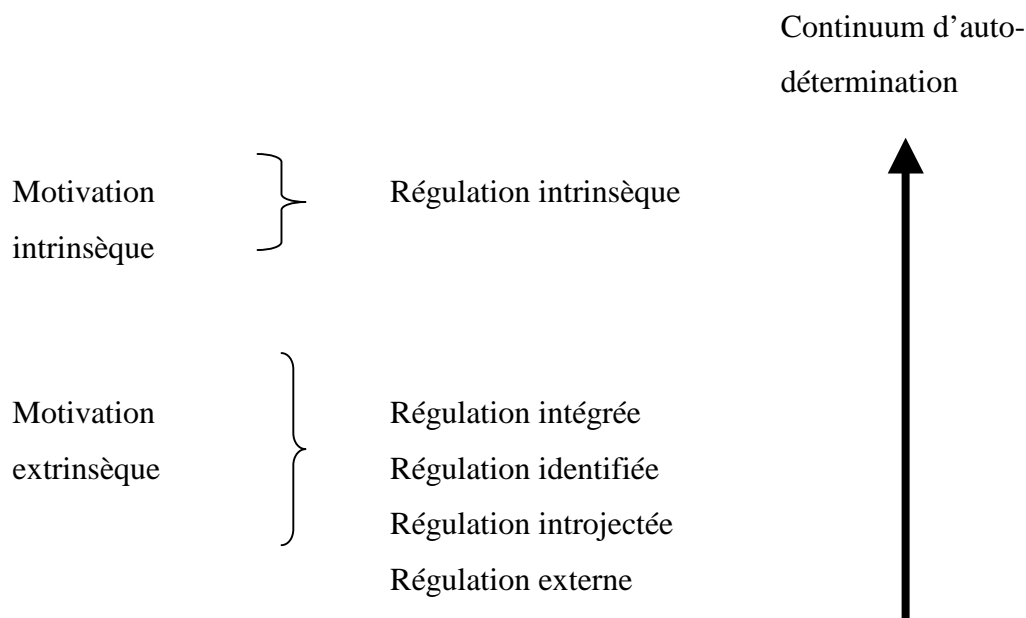 Continuum d’auto-
détermination
Motivation
intrinsèque
Régulation intrinsèque
Motivation
extrinsèque
Régulation intégrée
Régulation identifiée
Régulation introjectée
Régulation externe